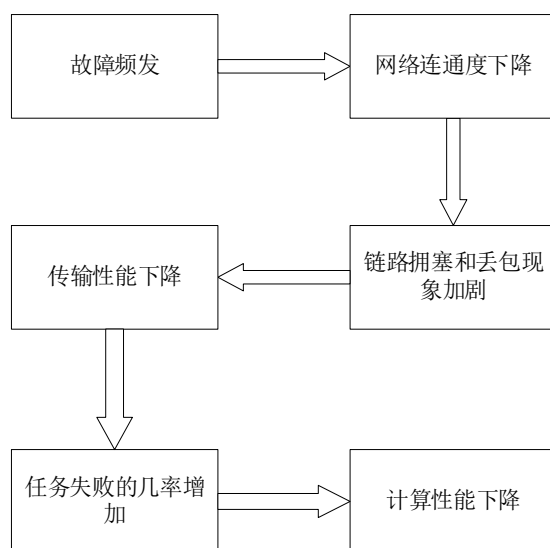 故障频发
网络连通度下降
链路拥塞和丢包现
象加剧
传输性能下降
任务失败的几率增
加
计算性能下降